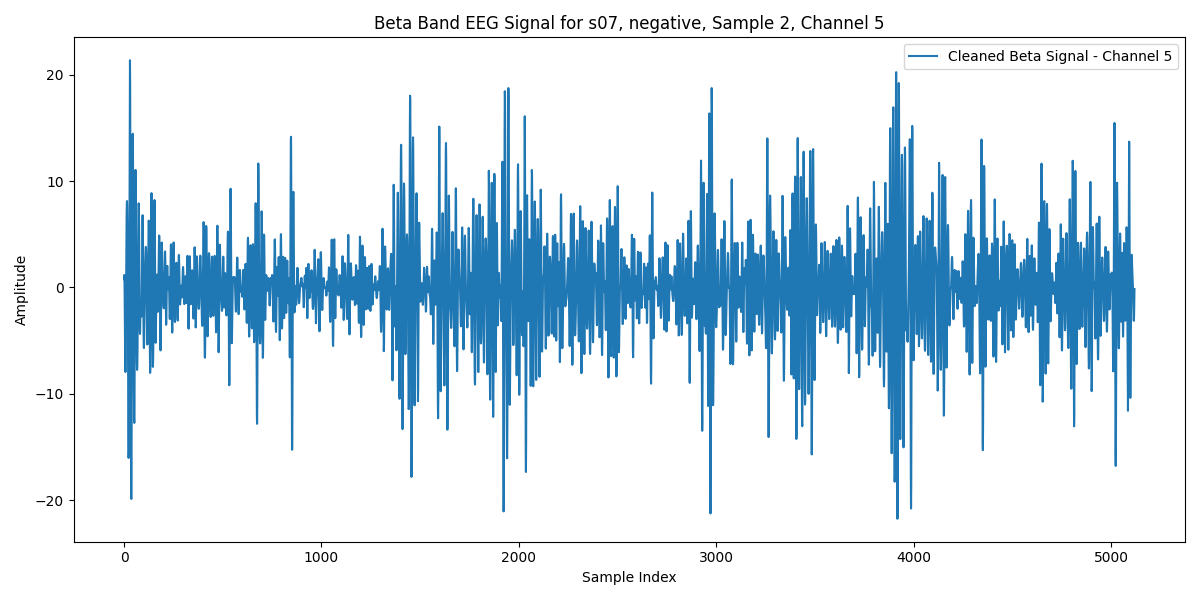 Beta Band EEG Signal for s07, negative, Sample 2, Channel 5
Cleaned Beta Signal - Channel 5
20
10
0
−10
−20
Amplitude
0 1000 2000 3000 4000 5000
Sample Index